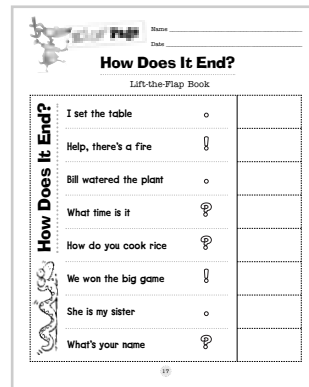 Name
Date
How Does It End?
Lift-the-Flap Book
How Does It End?
I set the table .
Help, there's a fire !
Bill watered the plant .
What time is it ?
How do you cook rice ?
We won the big game !
She is my sister .
What's your name ?
17